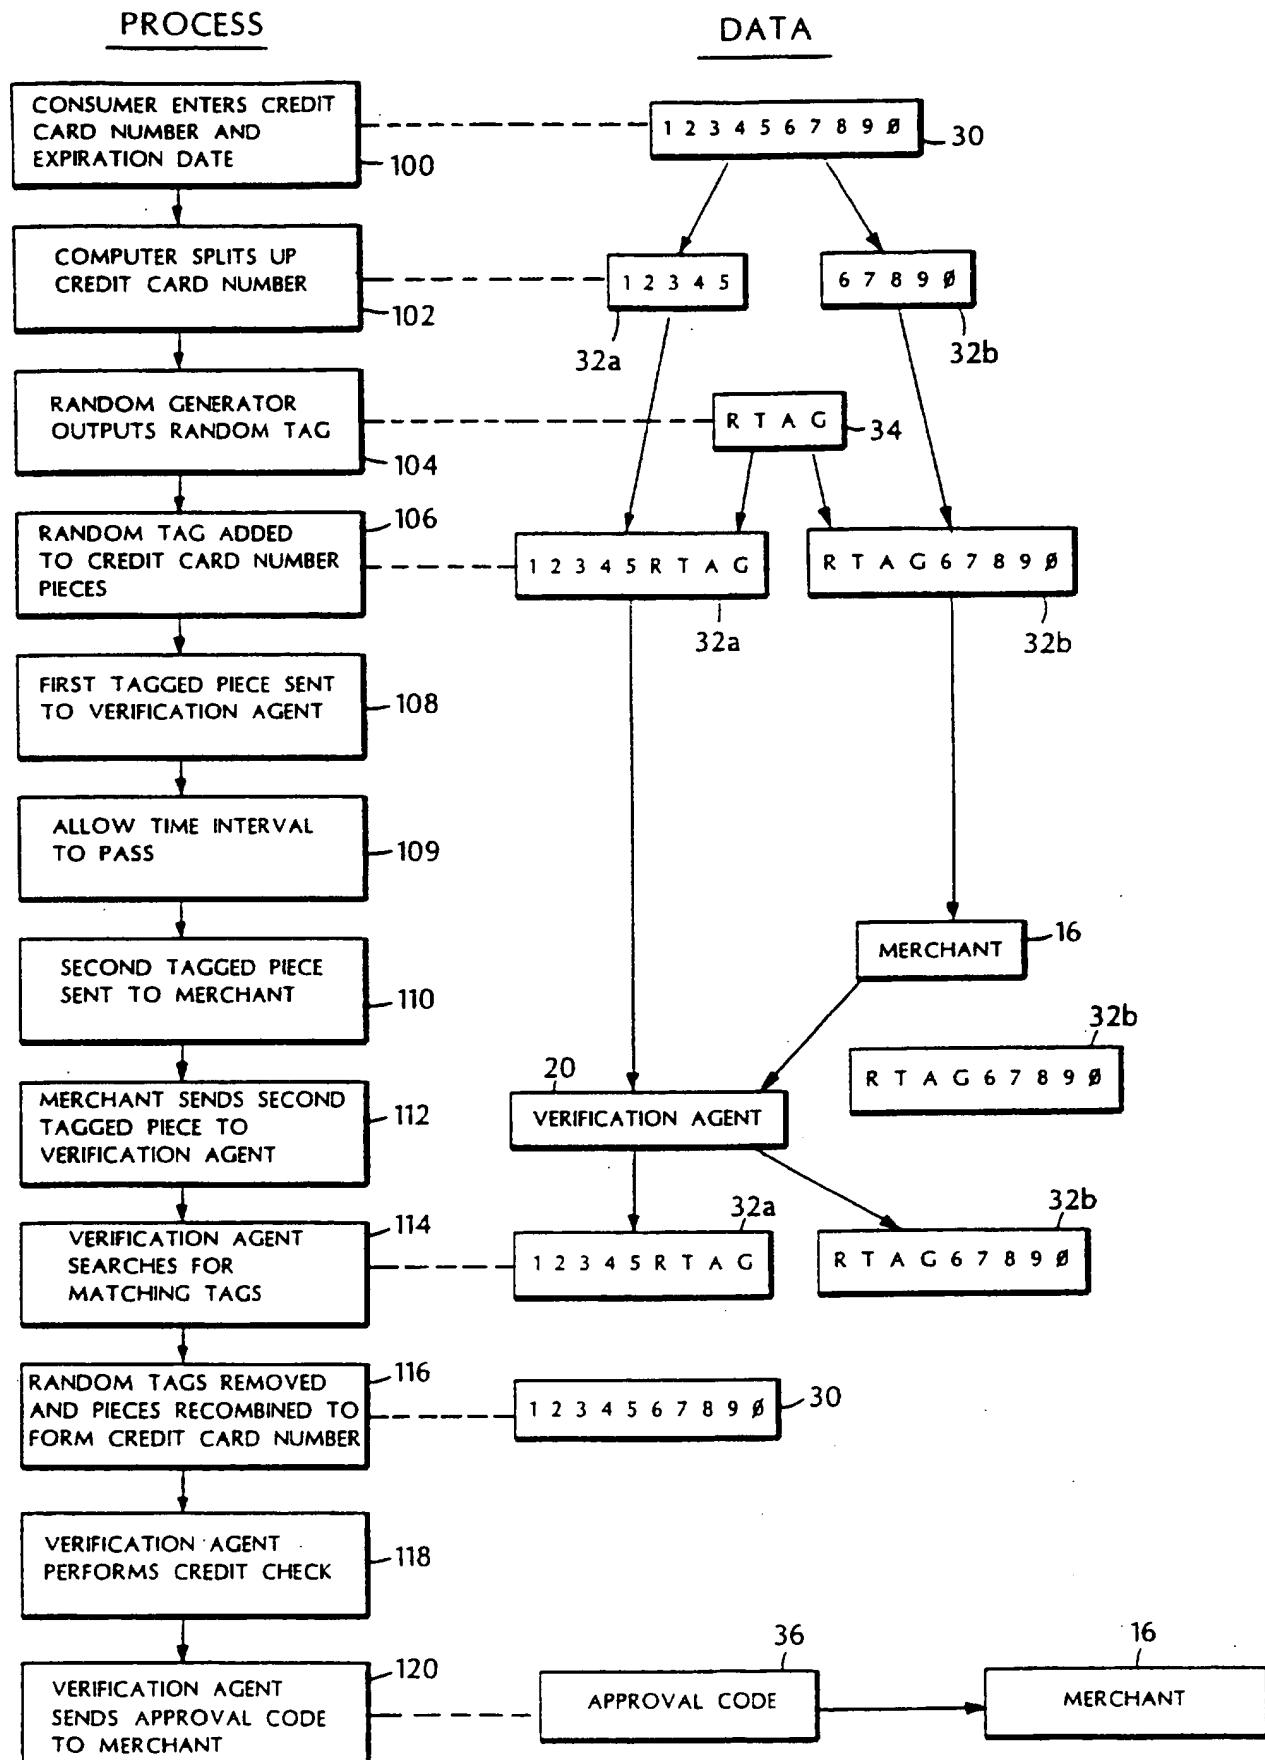 PROCESS
DATA
CONSUMER ENTERS CREDIT
CARD NUMBER AND
EXPIRATION DATE
100
1 2 3 4 5 6 7 8 9 0
30
COMPUTER SPLITS UP
CREDIT CARD NUMBER
102
1 2 3 4 5
32a
6 7 8 9 0
32b
RANDOM GENERATOR
OUTPUTS RANDOM TAG
104
R T A G
34
RANDOM TAG ADDED
TO CREDIT CARD NUMBER
PIECES
106
1 2 3 4 5 R T A G
32a
R T A G 6 7 8 9 0
32b
FIRST TAGGED PIECE SENT
TO VERIFICATION AGENT
108
ALLOW TIME INTERVAL
TO PASS
109
SECOND TAGGED PIECE
SENT TO MERCHANT
110
MERCHANT
16
32b
R T A G 6 7 8 9 0
MERCHANT SENDS SECOND
TAGGED PIECE TO
VERIFICATION AGENT
112
20
VERIFICATION AGENT
VERIFICATION AGENT
SEARCHES FOR
MATCHING TAGS
114
32a
1 2 3 4 5 R T A G
32b
R T A G 6 7 8 9 0
RANDOM TAGS REMOVED
AND PIECES RECOMBINED TO
FORM CREDIT CARD NUMBER
116
1 2 3 4 5 6 7 8 9 0
30
VERIFICATION AGENT
PERFORMS CREDIT CHECK
118
VERIFICATION AGENT
SENDS APPROVAL CODE
TO MERCHANT
120
36
APPROVAL CODE
16
MERCHANT